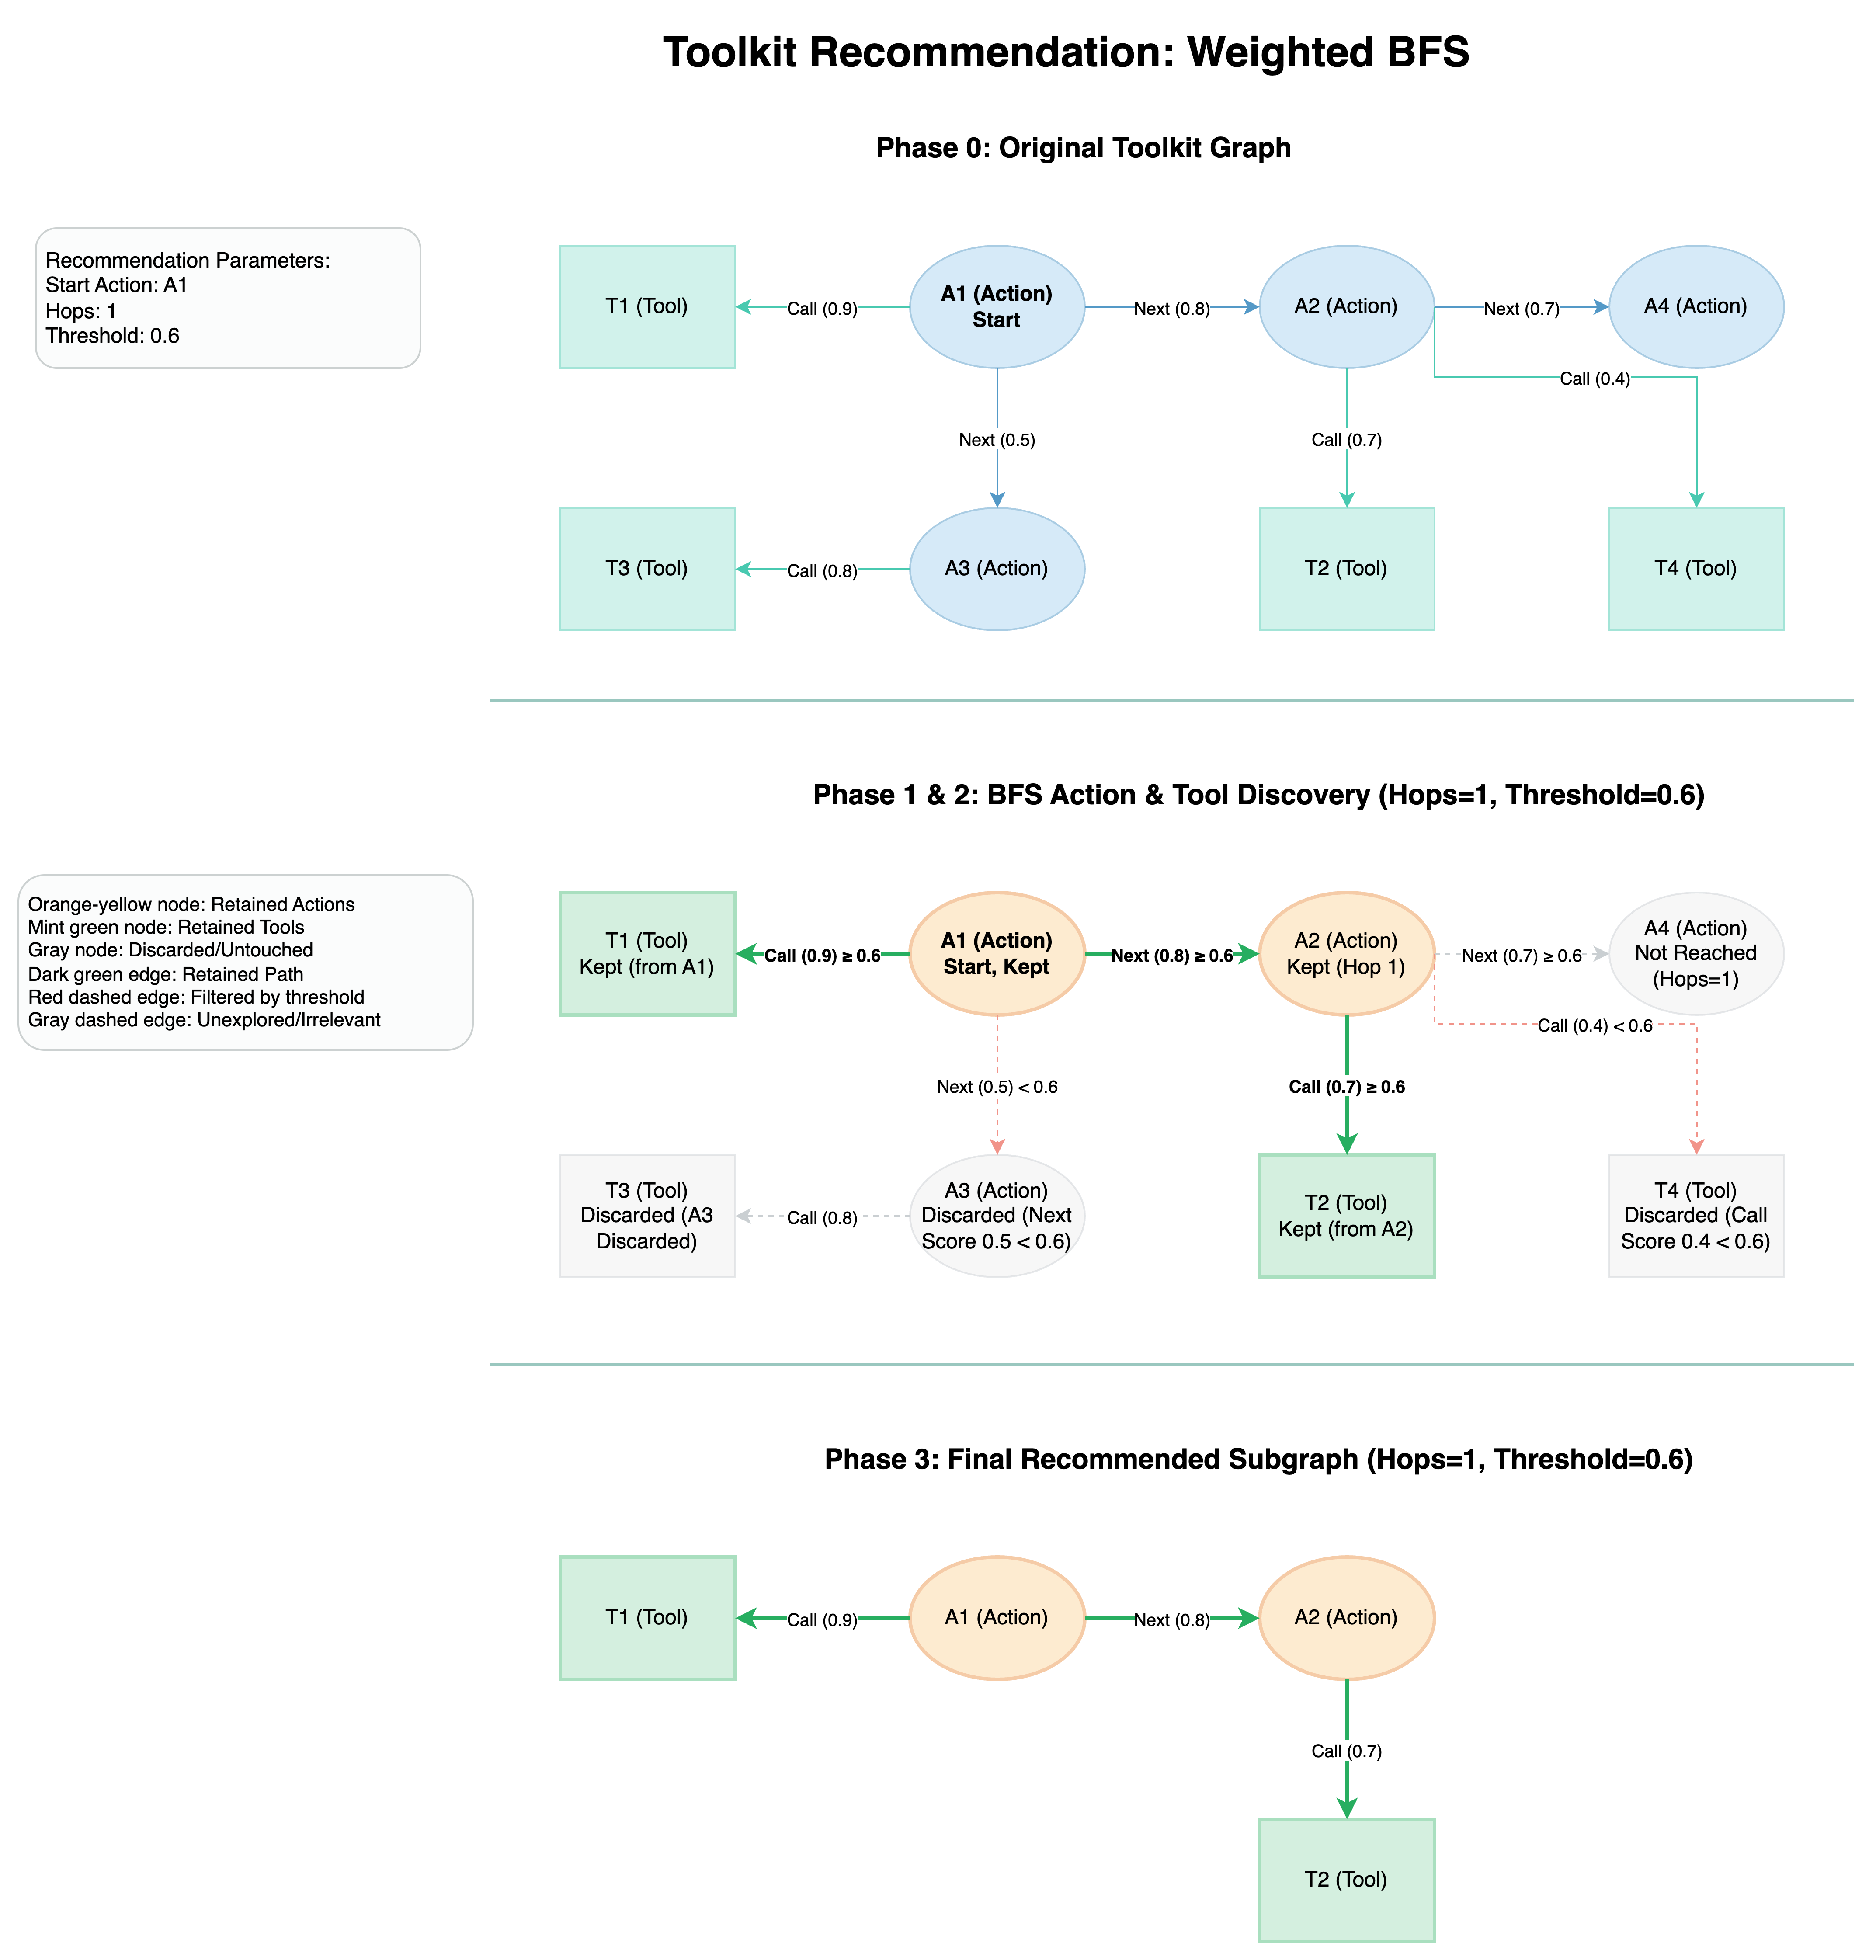 Toolkit Recommendation: Weighted BFS
Phase 0: Original Toolkit Graph
Recommendation Parameters:
Start Action: A1
Hops: 1
Threshold: 0.6
T1 (Tool)
Call (0.9)
A1 (Action)
Start
Next (0.8)
A2 (Action)
Next (0.7)
A4 (Action)
Call (0.4)
Next (0.5)
Call (0.7)
T3 (Tool)
Call (0.8)
A3 (Action)
T2 (Tool)
T4 (Tool)
Phase 1 & 2: BFS Action & Tool Discovery (Hops=1, Threshold=0.6)
Orange-yellow node: Retained Actions
Mint green node: Retained Tools
Gray node: Discarded/Untouched
Dark green edge: Retained Path
Red dashed edge: Filtered by threshold
Gray dashed edge: Unexplored/Irrelevant
T1 (Tool)
Kept (from A1)
Call (0.9) ≥ 0.6
A1 (Action)
Start, Kept
Next (0.8) ≥ 0.6
A2 (Action)
Kept (Hop 1)
Next (0.7) ≥ 0.6
A4 (Action)
Not Reached
(Hops=1)
Call (0.4) < 0.6
Next (0.5) < 0.6
Call (0.7) ≥ 0.6
T3 (Tool)
Discarded (A3
Discarded)
Call (0.8)
A3 (Action)
Discarded (Next
Score 0.5 < 0.6)
T2 (Tool)
Kept (from A2)
T4 (Tool)
Discarded (Call
Score 0.4 < 0.6)
Phase 3: Final Recommended Subgraph (Hops=1, Threshold=0.6)
T1 (Tool)
Call (0.9)
A1 (Action)
Next (0.8)
A2 (Action)
Call (0.7)
T2 (Tool)